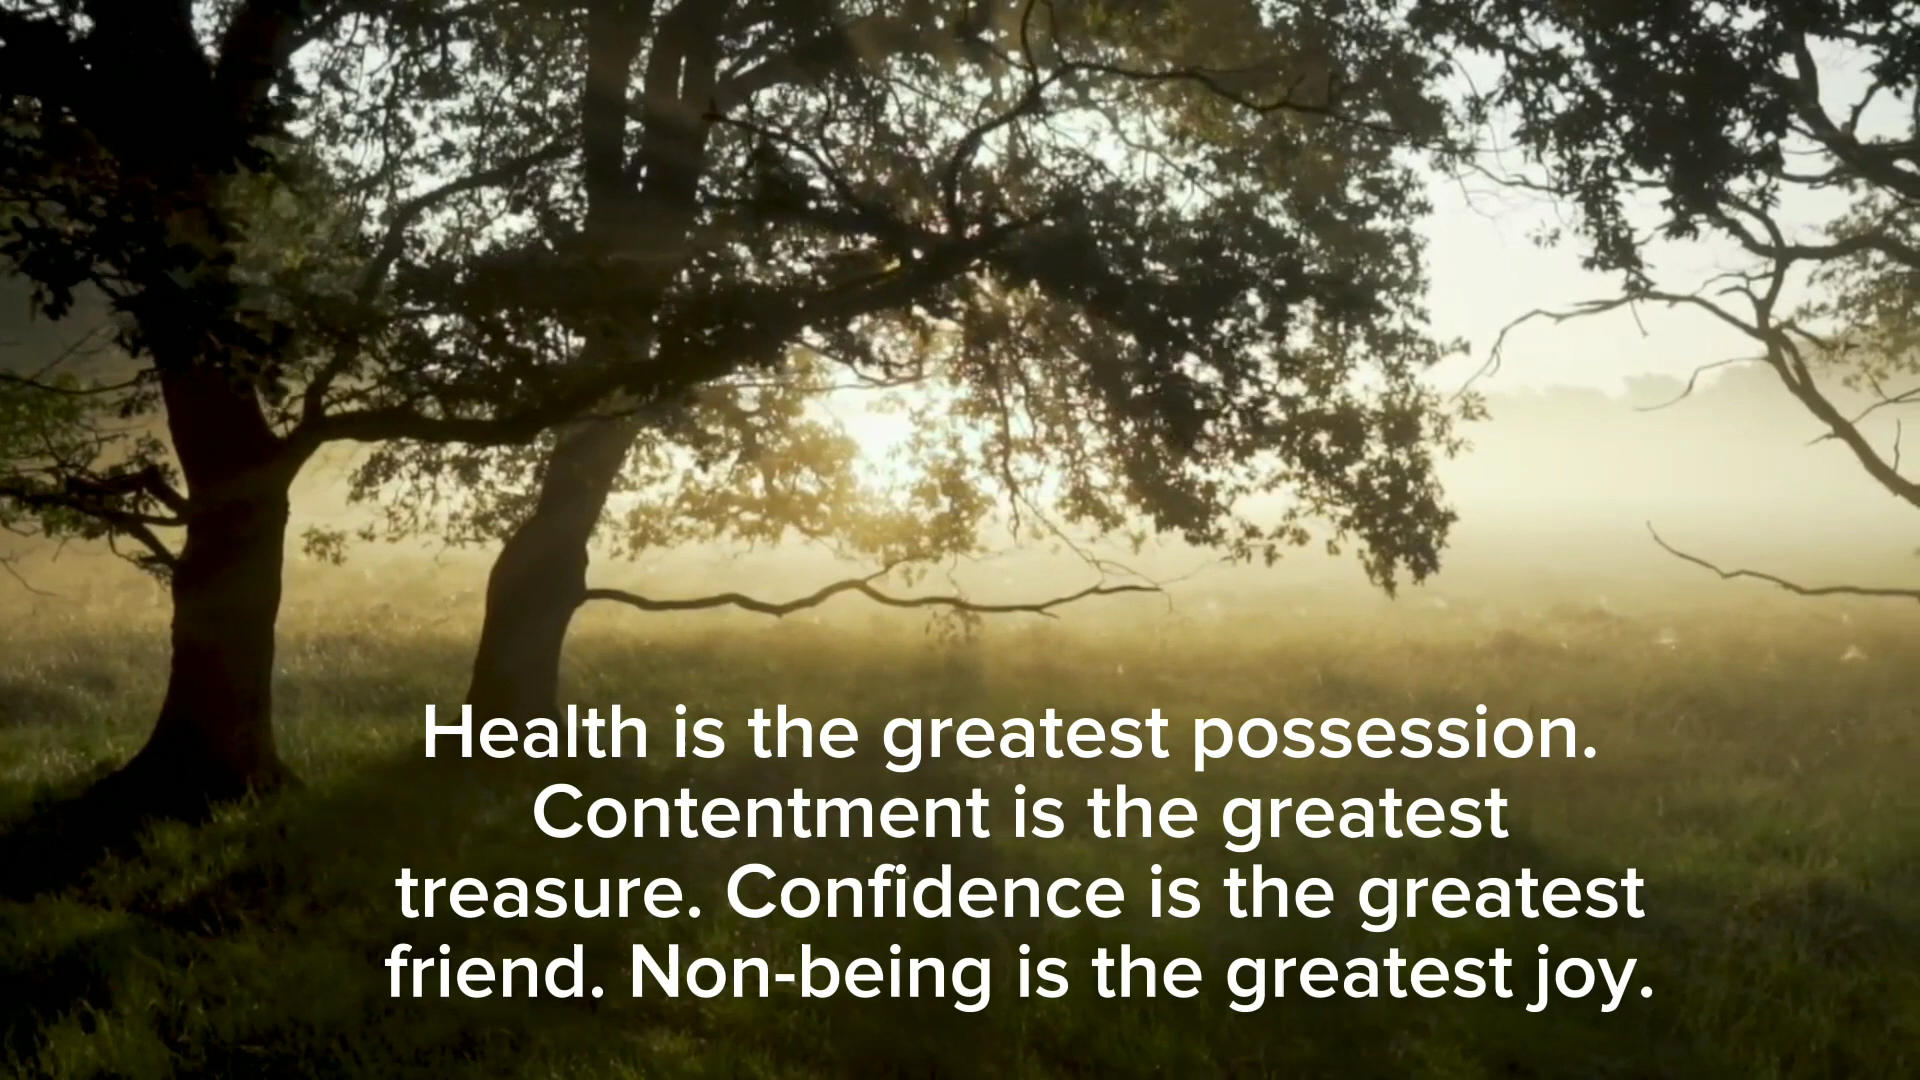 Health is the greatest possession.
Contentment is the greatest
treasure. Confidence is the greatest
friend. Non-being is the greatest joy.